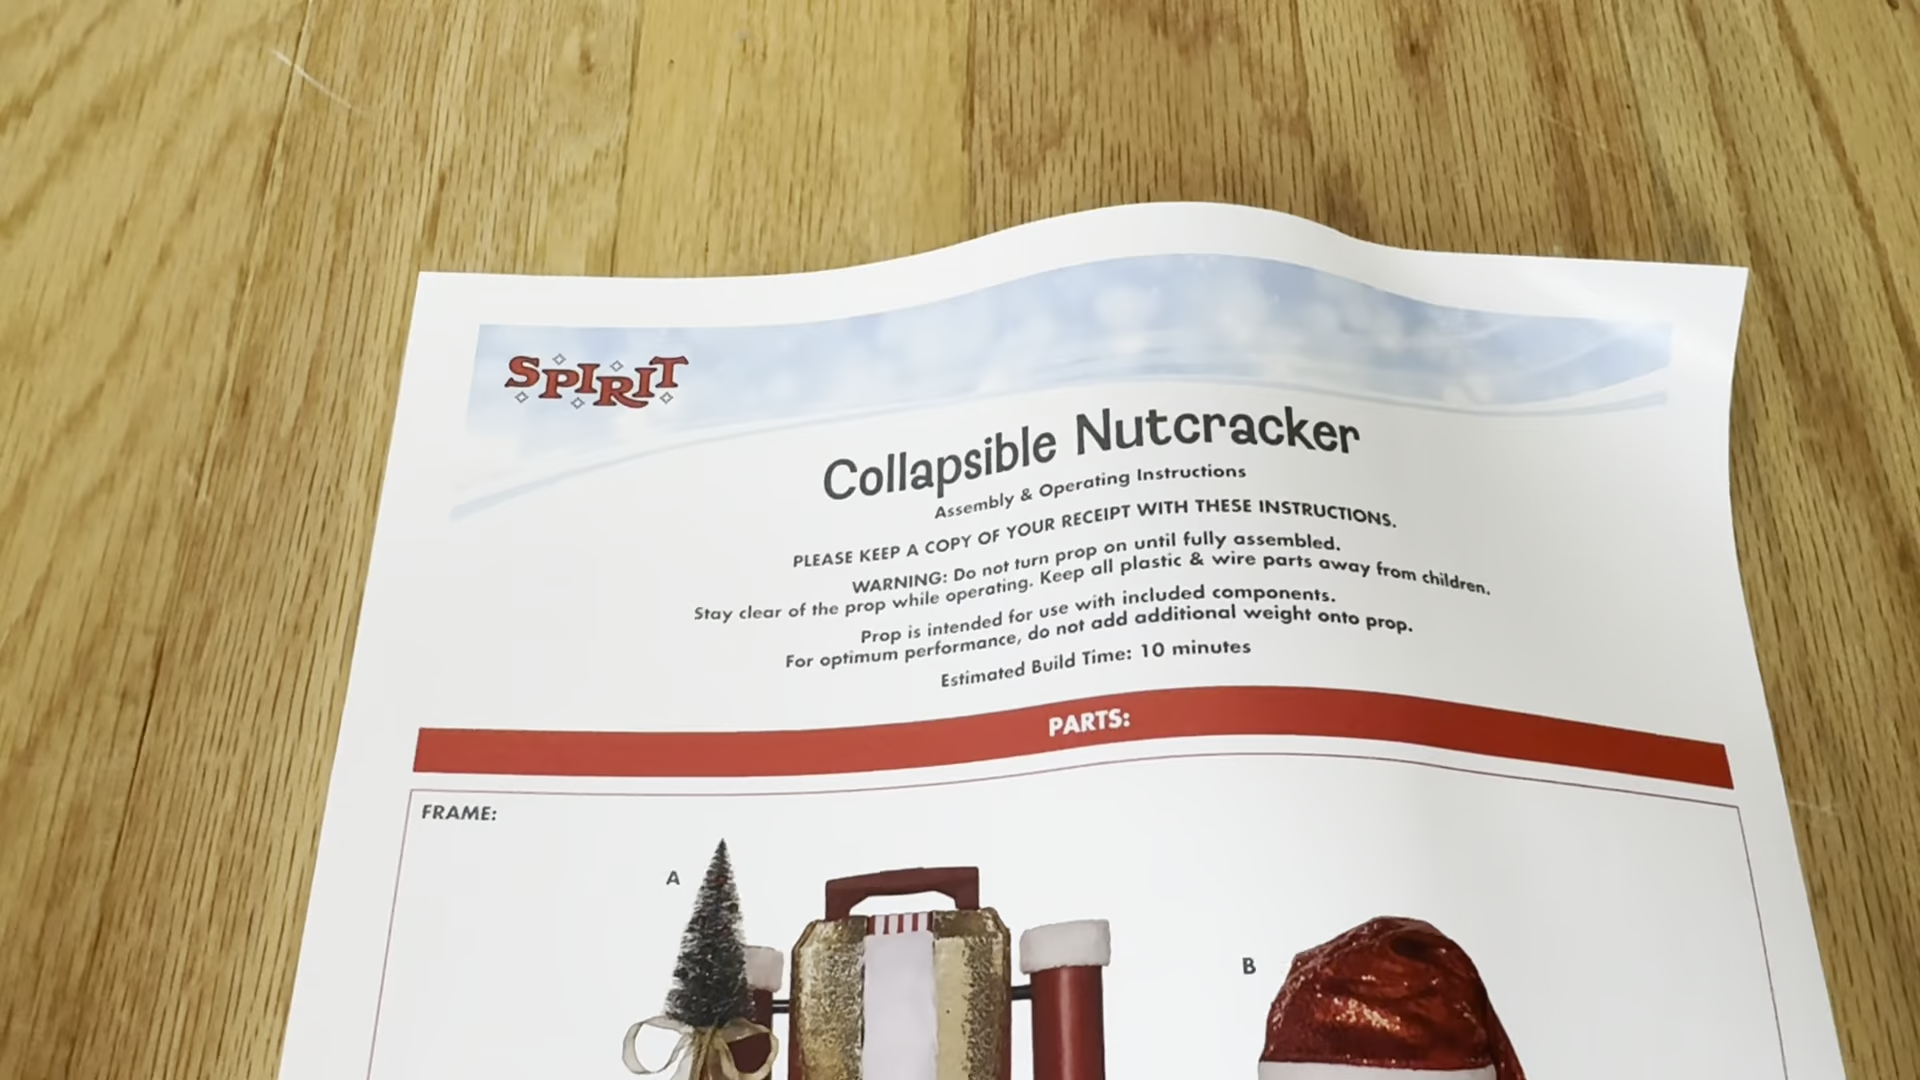 SPIRIT
Collapsible Nutcracker
Assembly & Operating Instructions
PLEASE KEEP A COPY OF YOUR RECEIPT WITH THESE INSTRUCTIONS.
WARNING: Do not turn prop on until fully assembled.
Stay clear of the prop while operating. Keep all plastic & wire parts away from children.
Prop is intended for use with included components.
For optimum performance, do not add additional weight onto prop.
Estimated Build Time: 10 minutes
PARTS:
FRAME:
A
B